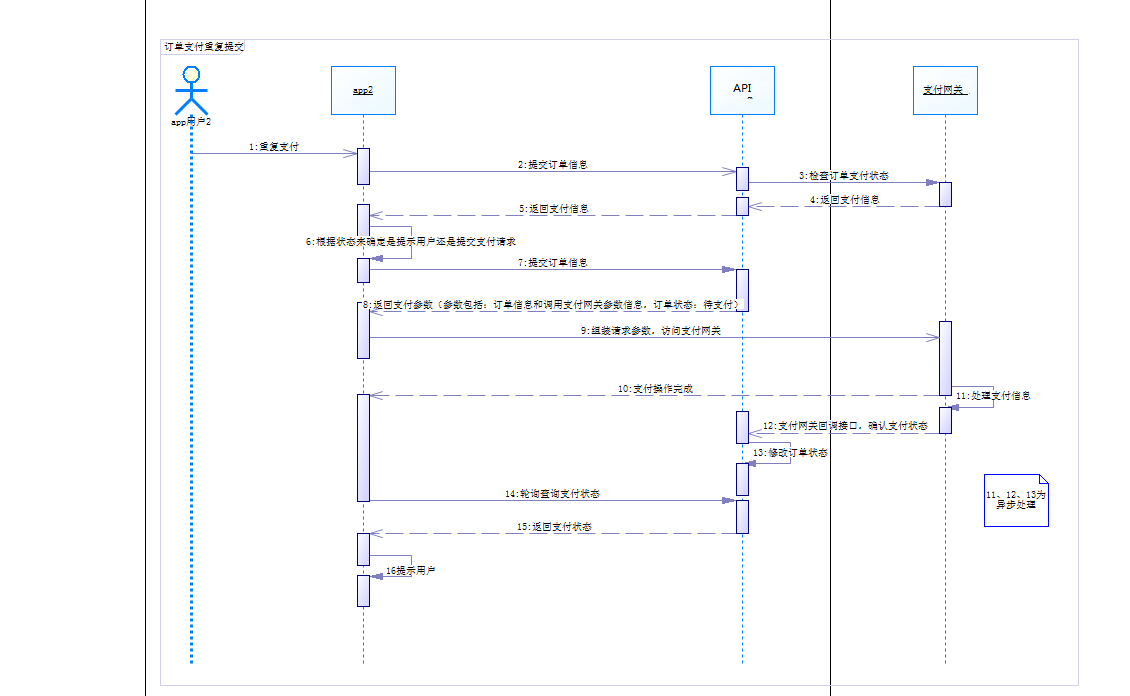 订单支付重复提交
app用户2
app2
API
支付网关
1:重复支付
2:提交订单信息
3:检查订单支付状态
4:返回支付信息
5:返回支付信息
6:根据状态来确定是提示用户还是提交支付请求
7:提交订单信息
8:返回支付参数（参数包括：订单信息和调用支付网关参数信息，订单状态：待支付）
9:组装请求参数，访问支付网关
10:支付操作完成
11:处理支付信息
12:支付网关回调接口，确认支付状态
13:修改订单状态
14:轮询查询支付状态
11、12、13为
异步处理
15:返回支付状态
16提示用户